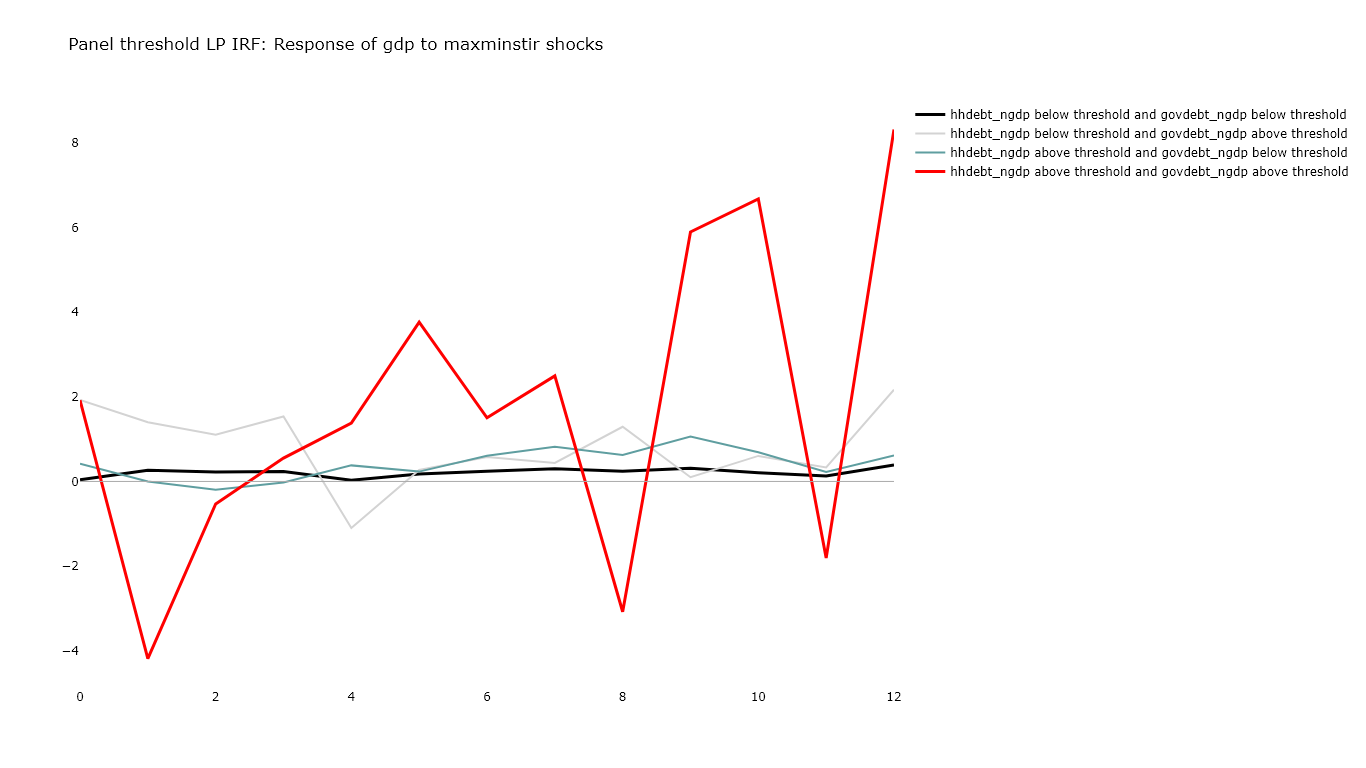 Panel threshold LP IRF: Response of gdp to maxminstir shocks
hhdebt_ngdp below threshold and govdebt_ngdp below threshold
hhdebt_ngdp below threshold and govdebt_ngdp above threshold
hhdebt_ngdp above threshold and govdebt_ngdp below threshold
hhdebt_ngdp above threshold and govdebt_ngdp above threshold
8
6
4
2
0
−2
−4
0 2 4 6 8 10 12